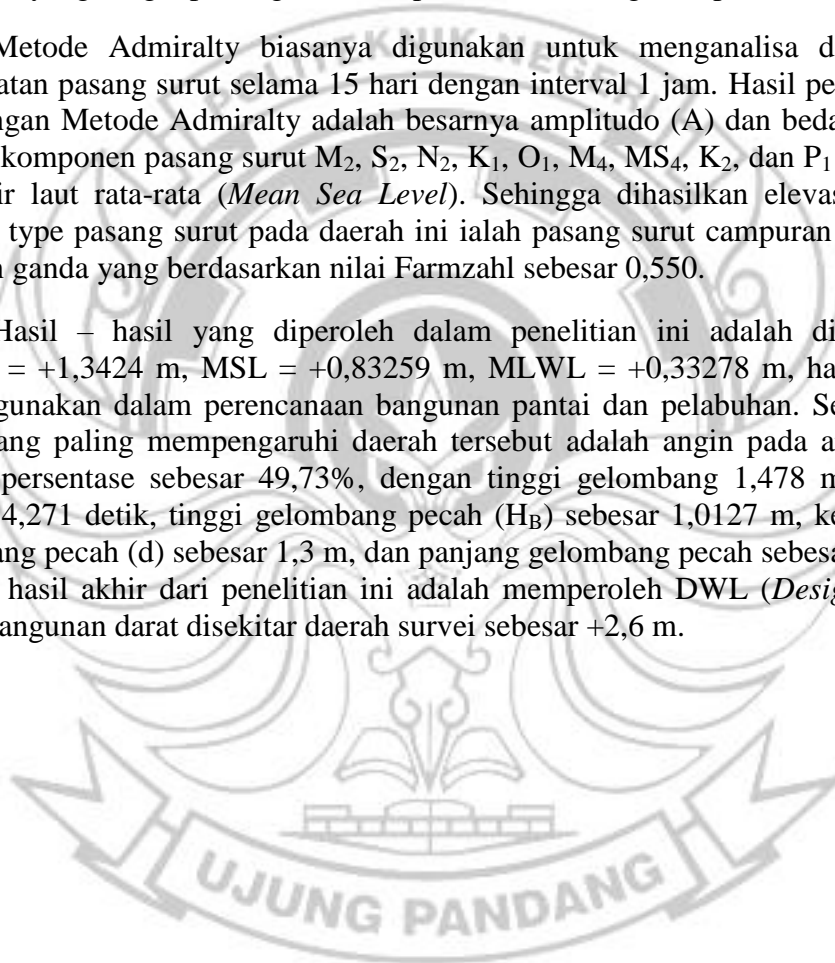 Metode Admiralty biasanya digunakan untuk menganalisa d
atan pasang surut selama 15 hari dengan interval 1 jam. Hasil pe
ngan Metode Admiralty adalah besarnya amplitudo (A) dan beda
komponen pasang surut M₂, S₂, N₂, K₁, O₁, M₄, MS₄, K₂, dan P₁
ir laut rata-rata (Mean Sea Level). Sehingga dihasilkan elevas
type pasang surut pada daerah ini ialah pasang surut campuran
n ganda yang berdasarkan nilai Farmzahl sebesar 0,550.
Hasil – hasil yang diperoleh dalam penelitian ini adalah di
= +1,3424 m, MSL = +0,83259 m, MLWL = +0,33278 m, ha
gunakan dalam perencanaan bangunan pantai dan pelabuhan. Se
ang paling mempengaruhi daerah tersebut adalah angin pada a
persentase sebesar 49,73%, dengan tinggi gelombang 1,478 m
4,271 detik, tinggi gelombang pecah (H_B) sebesar 1,0127 m, ke
ang pecah (d) sebesar 1,3 m, dan panjang gelombang pecah sebesa
hasil akhir dari penelitian ini adalah memperoleh DWL (Desig
bangunan darat disekitar daerah survei sebesar +2,6 m.
UJUNG PANDANG